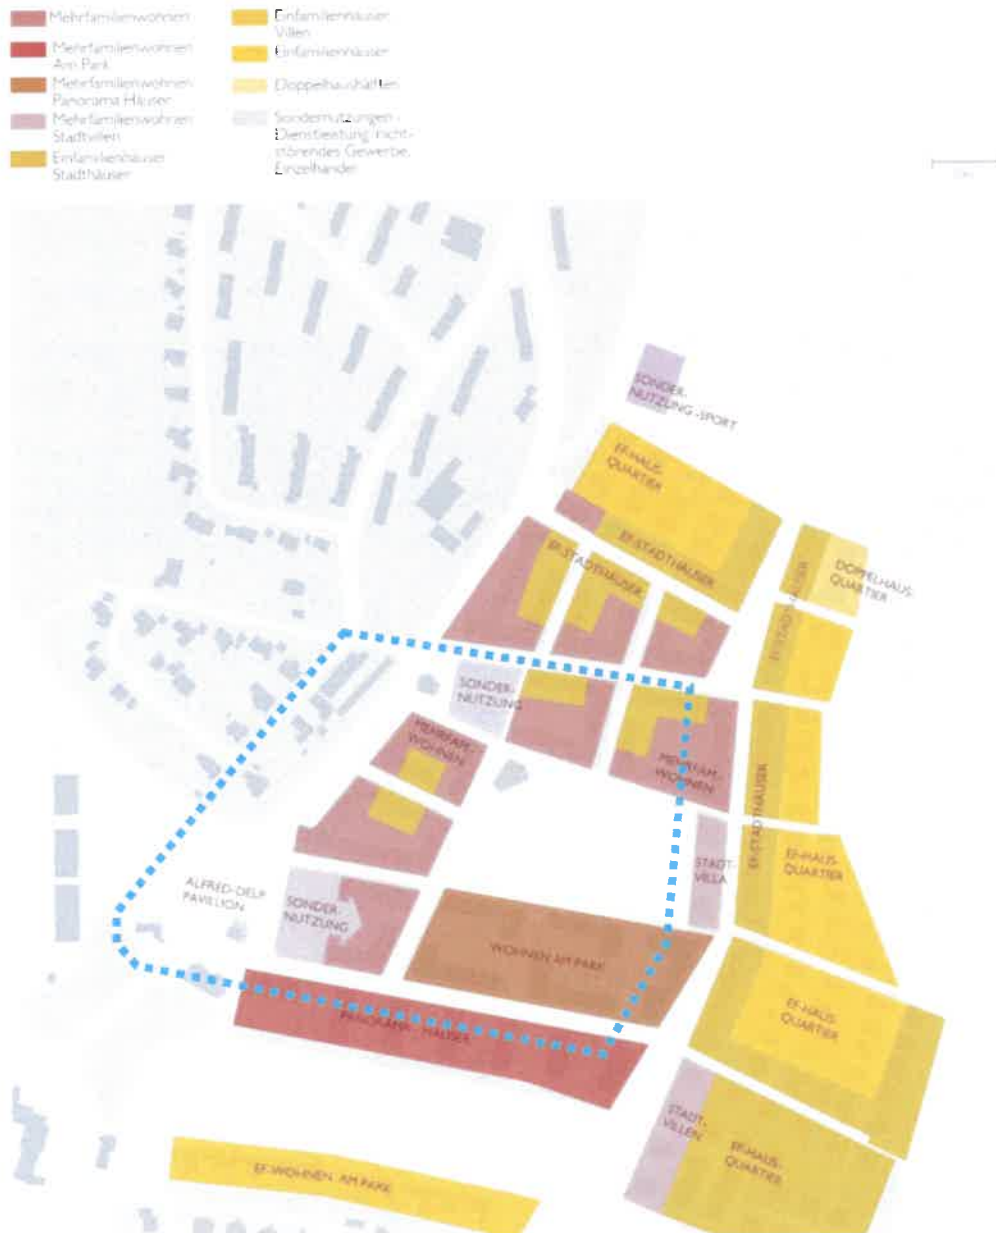 Mehrfamilienwohnen
Mehrfamilienwohnen
Am Park
Mehrfamilienwohnen
Panorama Häuser
Mehrfamilienwohnen
Stadtvillen
Einfamilienhäuser
Stadthäuser
Einfamilienhäuser
Villen
Einfamilienhäuser
Doppelhaushälften
Sondernutzungen -
Dienstleistung, nicht-
störendes Gewerbe,
Einzelhandel
SONDER-
NUTZUNG -SPORT
EF-HAUS-
QUARTIER
EF-STADTHÄUSER
EF-STADTHÄUSER
EF-STADTHÄUSER
DOPPELHAUS-
QUARTIER
SONDER-
NUTZUNG
MEHRFAM.-
WOHNEN
MEHRFAM.-
WOHNEN
EF-STADTHÄUSER
STADT-
VILLA
EF-HAUS-
QUARTIER
ALFRED-DELP
PAVILLION
SONDER-
NUTZUNG
WOHNEN AM PARK
PANORAMA - HÄUSER
EF-HAUS-
QUARTIER
STADT-
VILLEN
EF-HAUS-
QUARTIER
EF-WOHNEN AM PARK